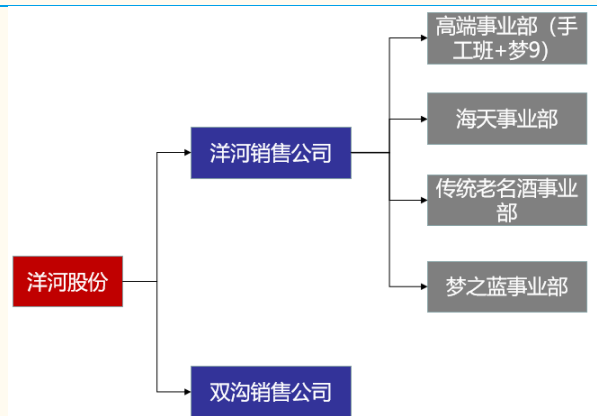 高端事业部（手
工班+梦9）
海天事业部
洋河销售公司
传统老名酒事业
部
洋河股份
梦之蓝事业部
双沟销售公司